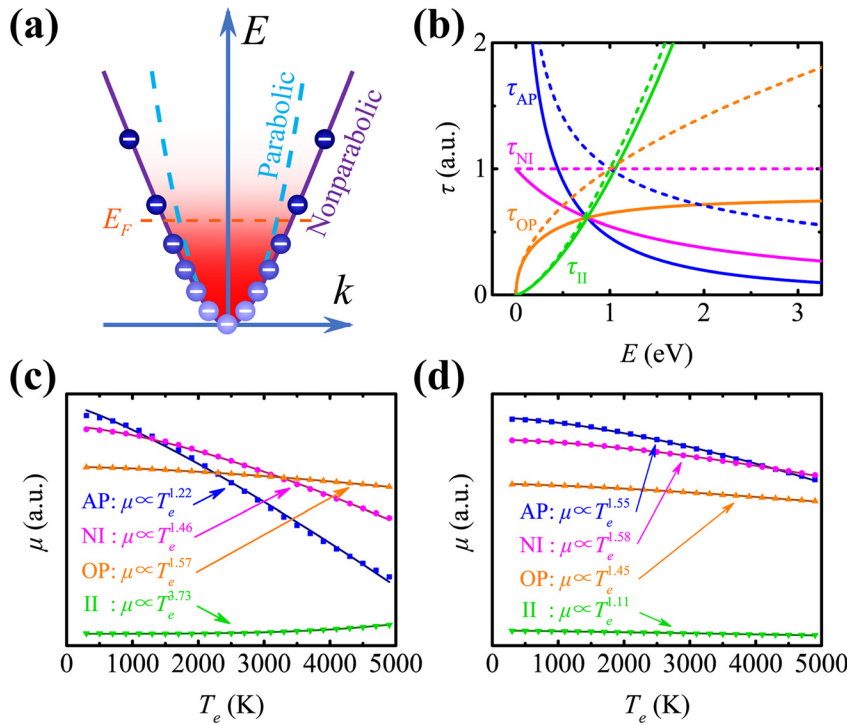 (a)
E
Parabolic
Nonparabolic
E_F
k
(b)
2
1
0
τ (a.u.)
τ_AP
τ_NI
τ_OP
τ_II
0 1 2 3
E (eV)
(c)
μ (a.u.)
AP: μ∝T_e^1.22
NI: μ∝T_e^1.46
OP: μ∝T_e^1.57
II : μ∝T_e^3.73
0 1000 2000 3000 4000 5000
T_e (K)
(d)
μ (a.u.)
AP: μ∝T_e^1.55
NI: μ∝T_e^1.58
OP: μ∝T_e^1.45
II : μ∝T_e^1.11
0 1000 2000 3000 4000 5000
T_e (K)